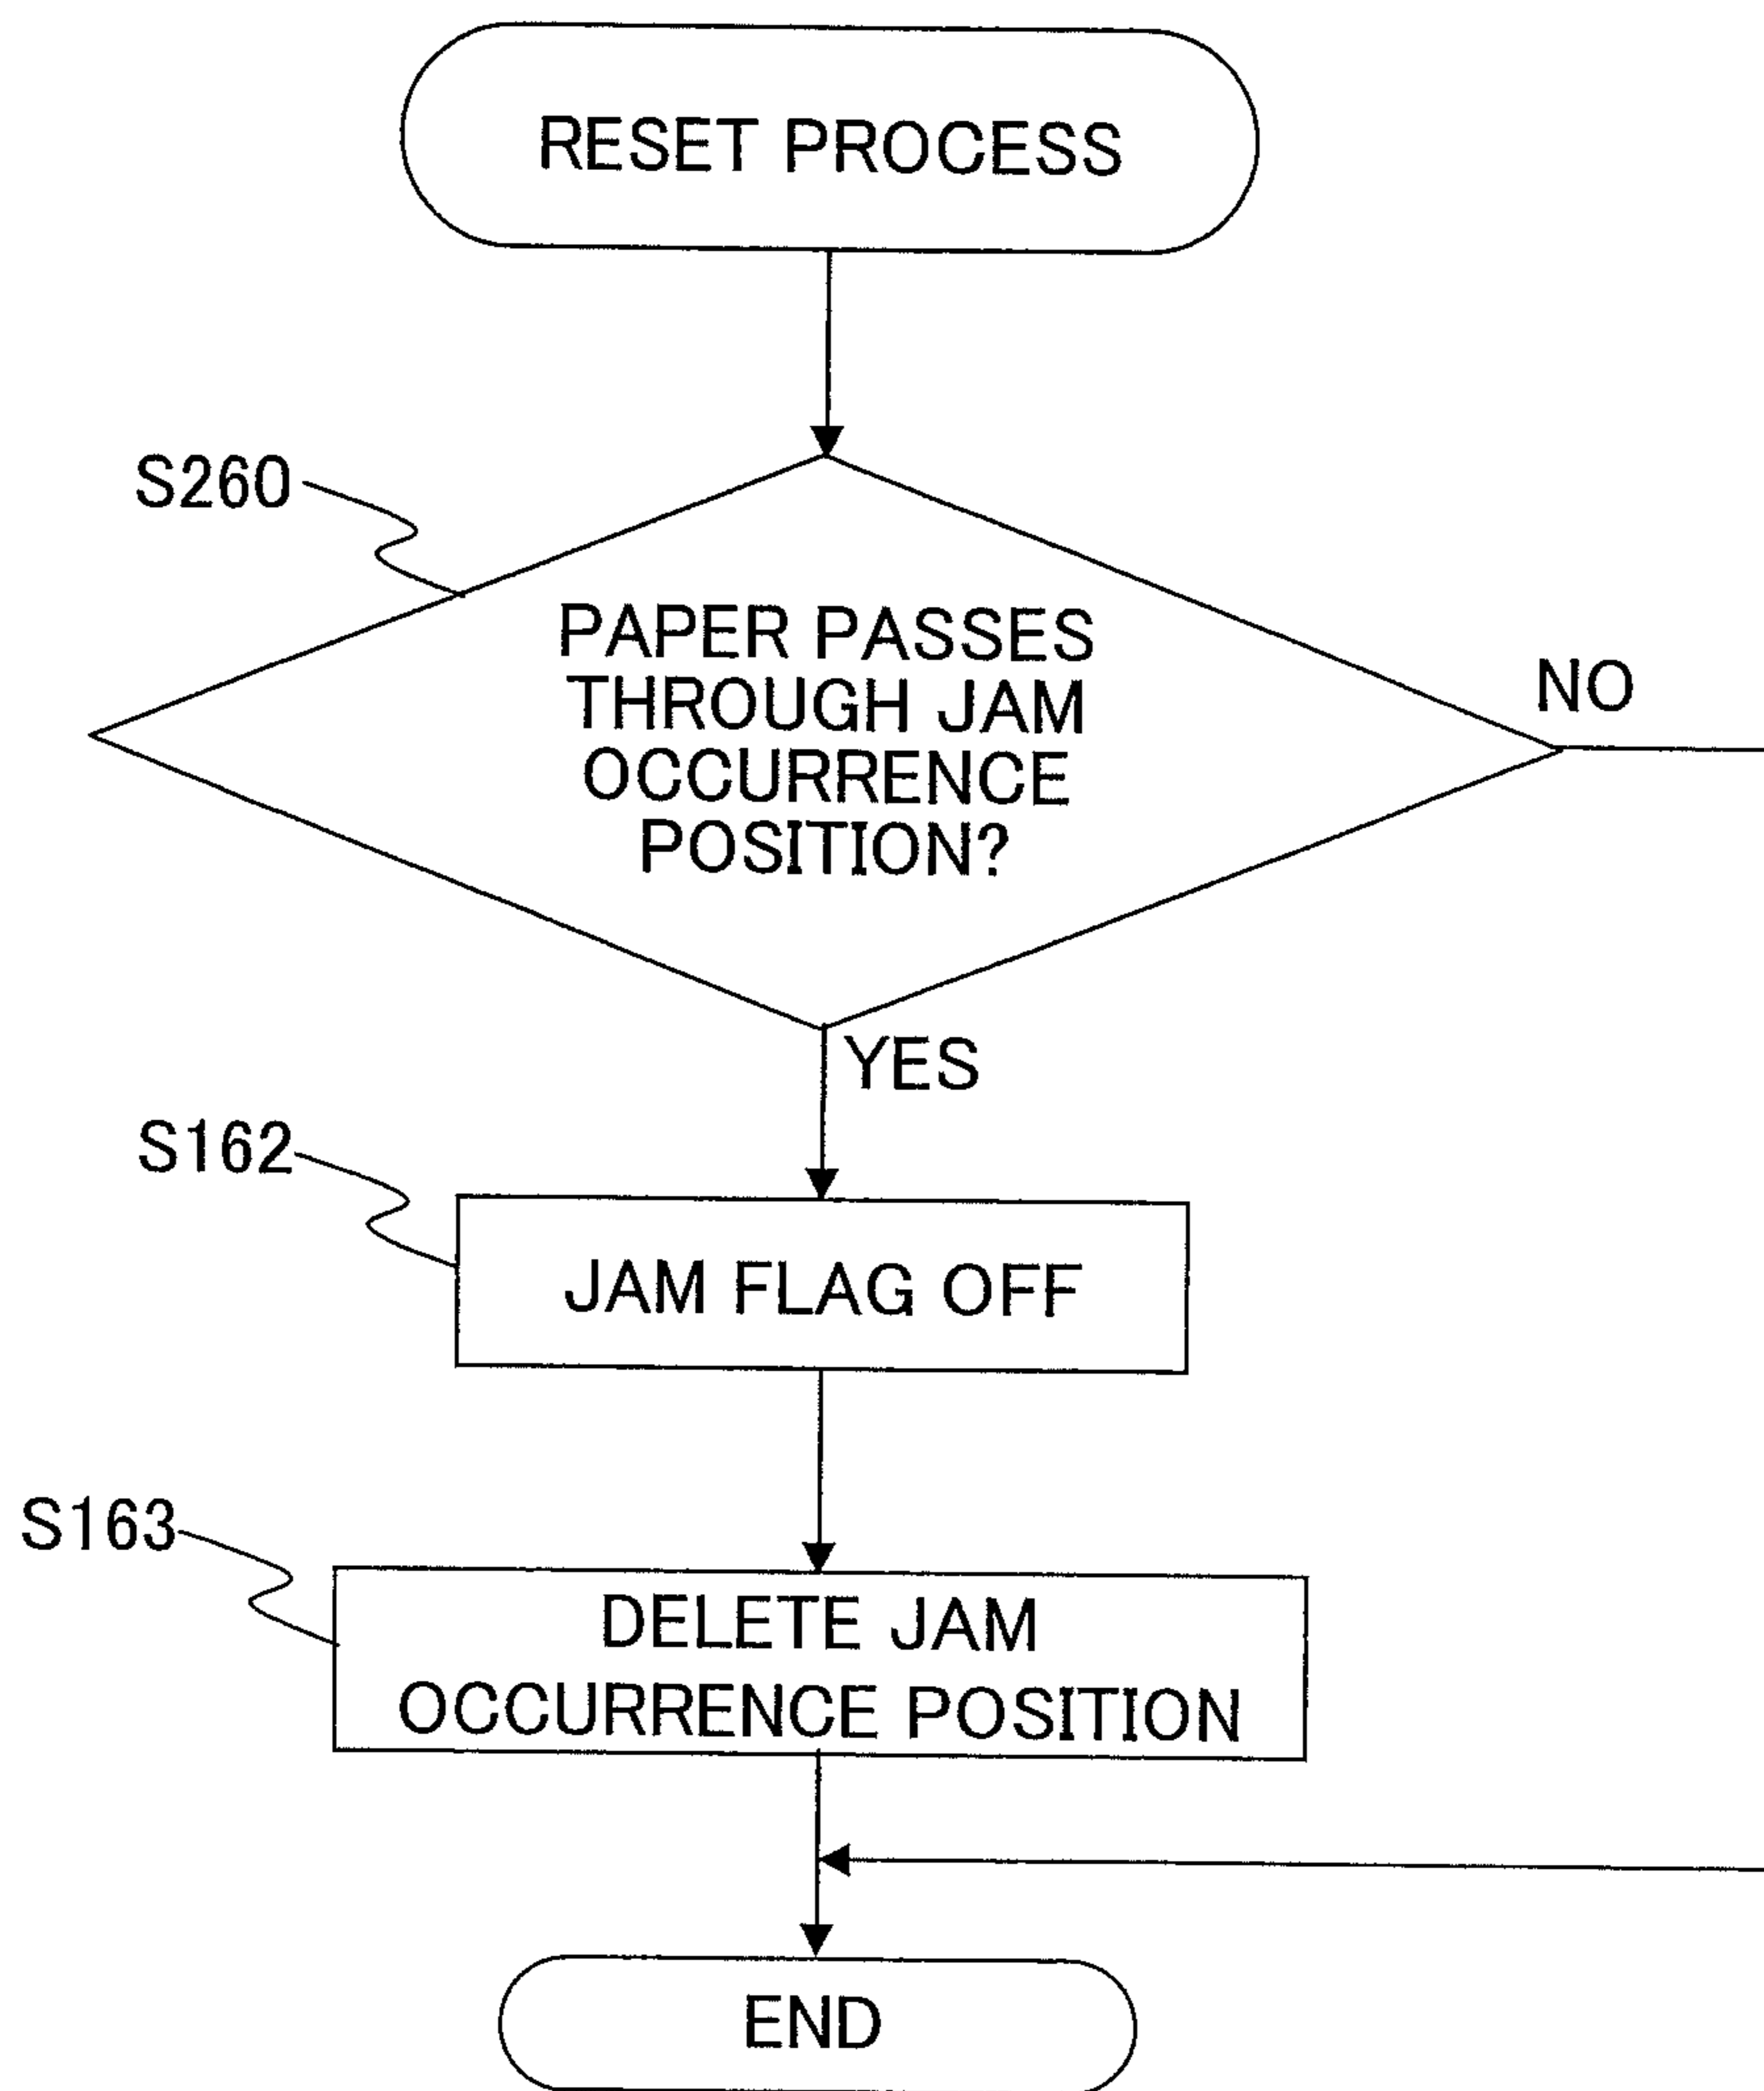 RESET PROCESS
S260
PAPER PASSES
THROUGH JAM
OCCURRENCE
POSITION?
NO
YES
S162
JAM FLAG OFF
S163
DELETE JAM
OCCURRENCE POSITION
END